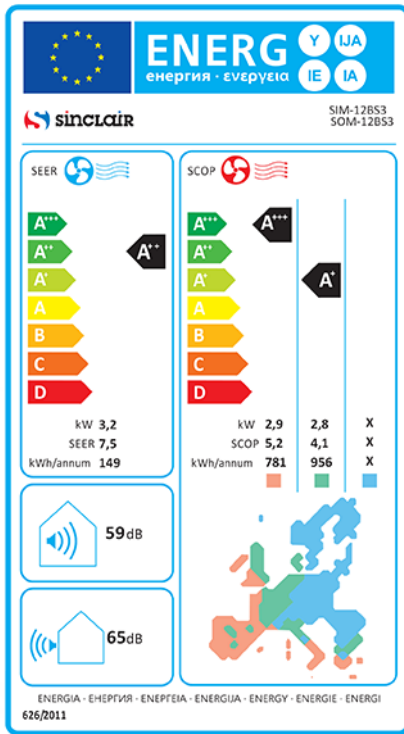 ENERG
енергия · ενεργεια
Y IJA
IE IA
SINCLAIR
SIM-12BS3
SOM-12BS3
SEER
A+++
A++
A+
A
B
C
D
A++
kW 3,2
SEER 7,5
kWh/annum 149
SCOP
A+++
A++
A+
A
B
C
D
A+++
A+
kW 2,9 2,8 X
SCOP 5,2 4,1 X
kWh/annum 781 956 X
59dB
65dB
ENERGIA - ЕНЕРГИЯ - ΕΝΕΡΓΕΙΑ - ENERGIJA - ENERGY - ENERGIE - ENERGI
626/2011